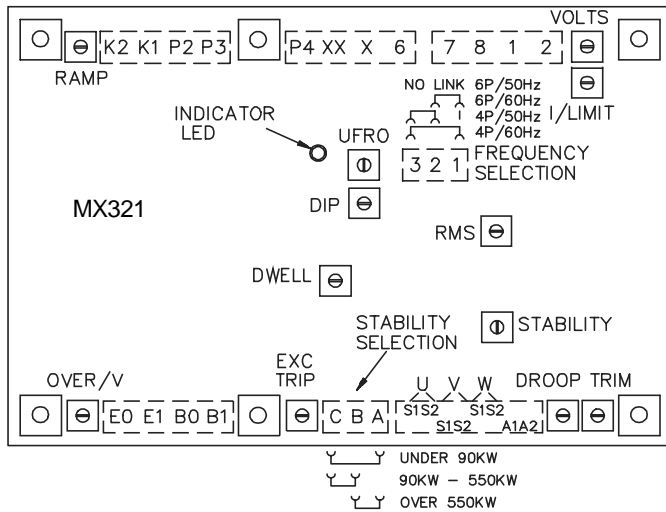 VOLTS
K2 K1 P2 P3 P4 XX X 6 7 8 1 2
RAMP
NO LINK 6P/50Hz
6P/60Hz
4P/50Hz
4P/60Hz
I/LIMIT
INDICATOR
LED
UFRO
3 2 1
FREQUENCY
SELECTION
MX321
DIP
RMS
DWELL
STABILITY
SELECTION
STABILITY
OVER/V
EXC
TRIP
U V W
DROOP TRIM
E0 E1 B0 B1 C B A S1S2 S1S2
S1S2 A1A2
UNDER 90KW
90KW – 550KW
OVER 550KW